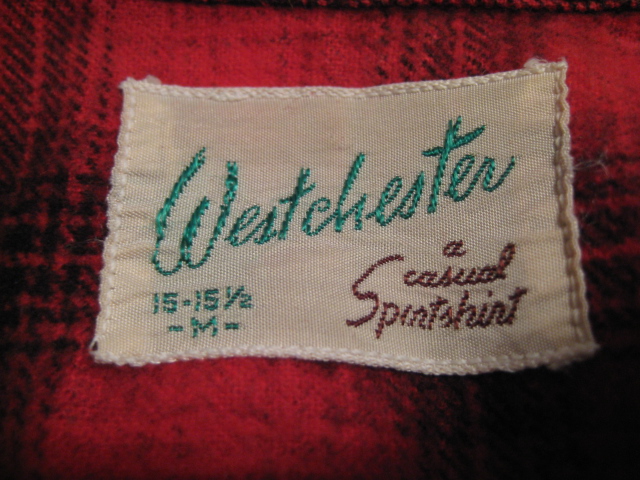 Westchester
15-15½
-M-
a
casual
Sportshirt